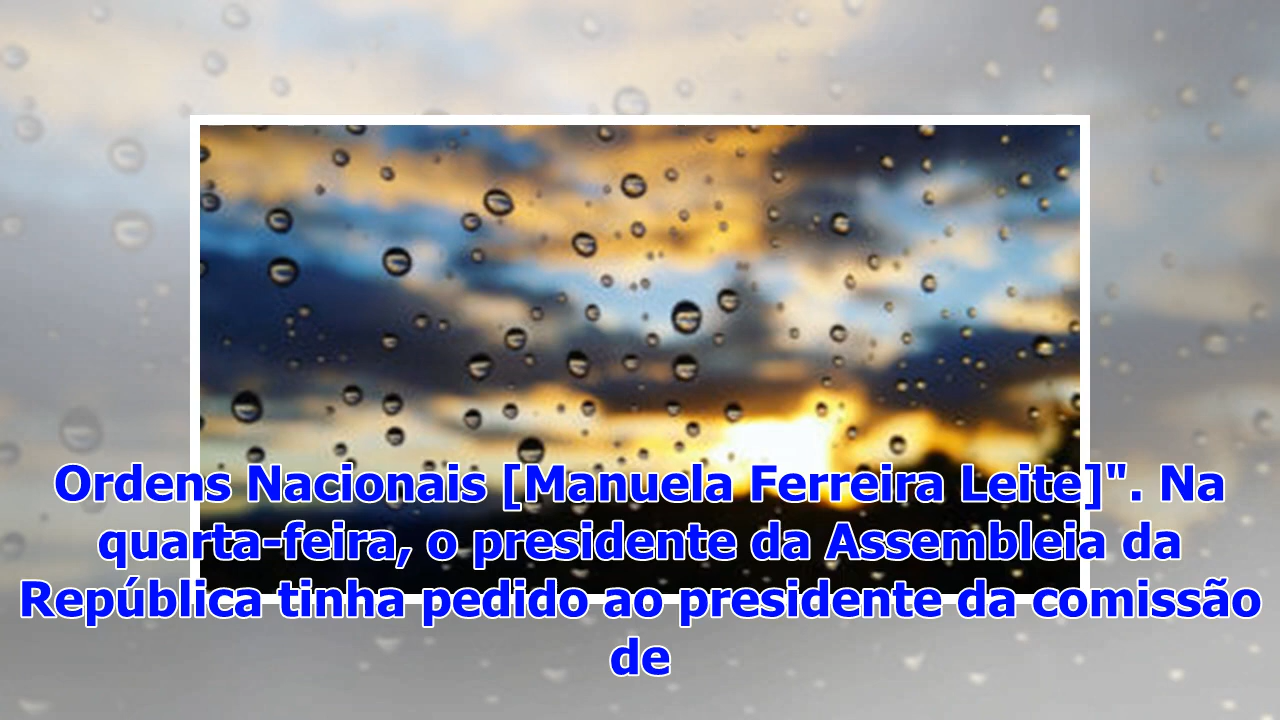 Ordens Nacionais [Manuela Ferreira Leite]". Na
quarta-feira, o presidente da Assembleia da
República tinha pedido ao presidente da comissão
de